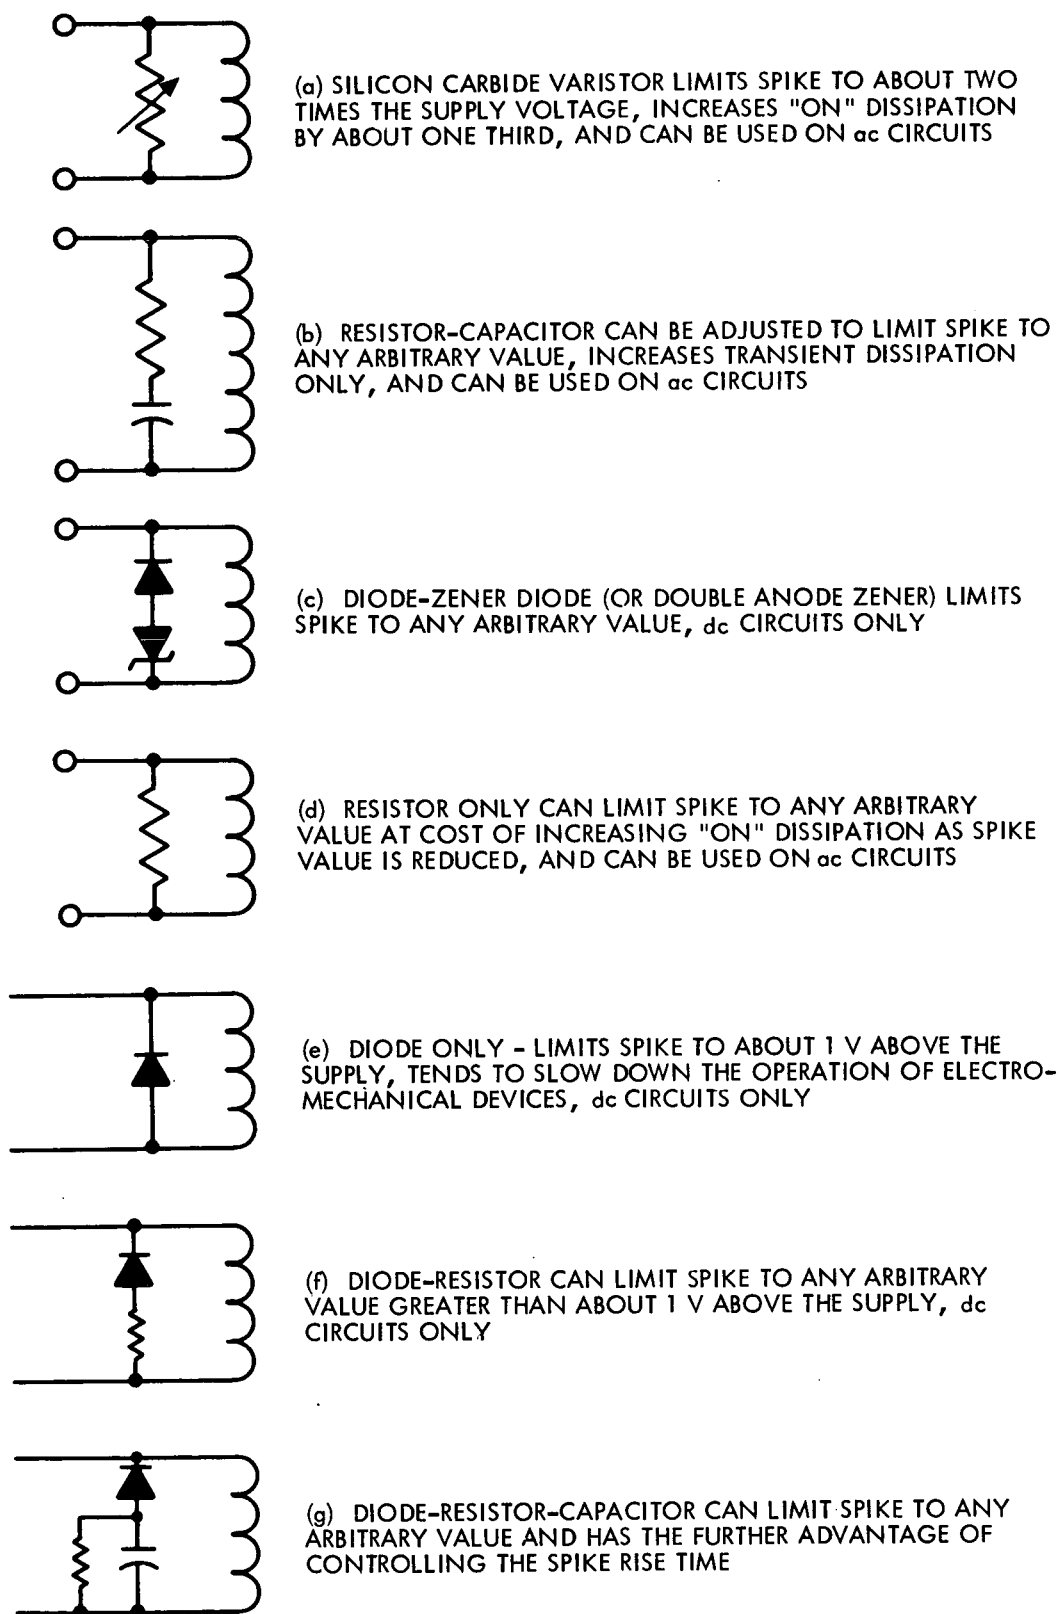 (a) SILICON CARBIDE VARISTOR LIMITS SPIKE TO ABOUT TWO
TIMES THE SUPPLY VOLTAGE, INCREASES "ON" DISSIPATION
BY ABOUT ONE THIRD, AND CAN BE USED ON ac CIRCUITS
(b) RESISTOR-CAPACITOR CAN BE ADJUSTED TO LIMIT SPIKE TO
ANY ARBITRARY VALUE, INCREASES TRANSIENT DISSIPATION
ONLY, AND CAN BE USED ON ac CIRCUITS
(c) DIODE-ZENER DIODE (OR DOUBLE ANODE ZENER) LIMITS
SPIKE TO ANY ARBITRARY VALUE, dc CIRCUITS ONLY
(d) RESISTOR ONLY CAN LIMIT SPIKE TO ANY ARBITRARY
VALUE AT COST OF INCREASING "ON" DISSIPATION AS SPIKE
VALUE IS REDUCED, AND CAN BE USED ON ac CIRCUITS
(e) DIODE ONLY - LIMITS SPIKE TO ABOUT 1 V ABOVE THE
SUPPLY, TENDS TO SLOW DOWN THE OPERATION OF ELECTRO-
MECHANICAL DEVICES, dc CIRCUITS ONLY
(f) DIODE-RESISTOR CAN LIMIT SPIKE TO ANY ARBITRARY
VALUE GREATER THAN ABOUT 1 V ABOVE THE SUPPLY, dc
CIRCUITS ONLY
(g) DIODE-RESISTOR-CAPACITOR CAN LIMIT SPIKE TO ANY
ARBITRARY VALUE AND HAS THE FURTHER ADVANTAGE OF
CONTROLLING THE SPIKE RISE TIME